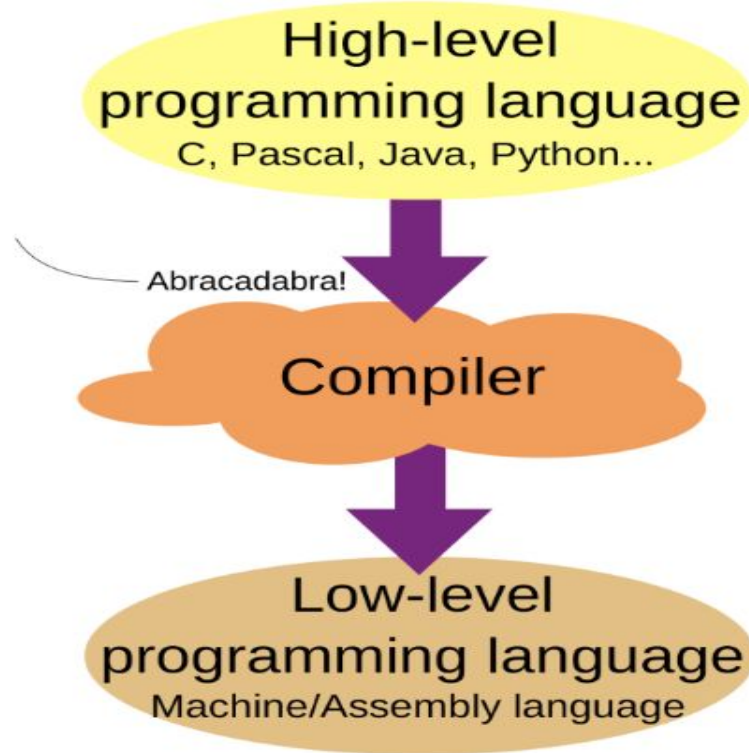 High-level
programming language
C, Pascal, Java, Python...
Abracadabra!
Compiler
Low-level
programming language
Machine/Assembly language